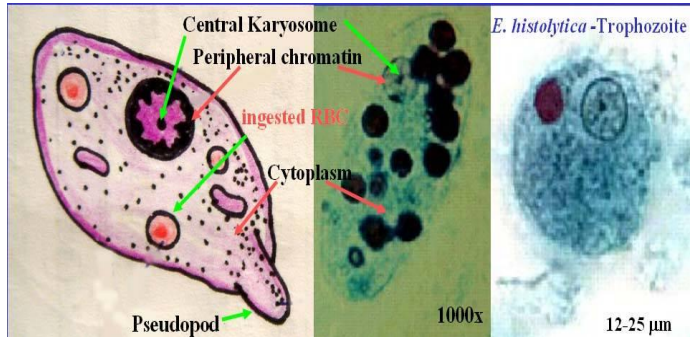 Central Karyosome
Peripheral chromatin
ingested RBC
Cytoplasm
Pseudopod
1000x
E. histolytica -Trophozoite
12-25 µm